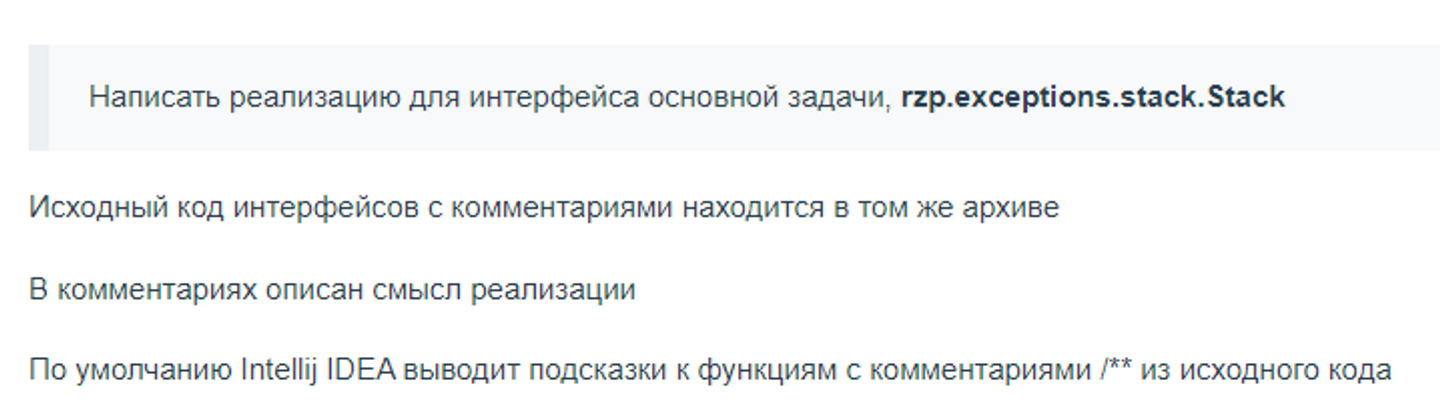 Написать реализацию для интерфейса основной задачи, rzp.exceptions.stack.Stack
Исходный код интерфейсов с комментариями находится в том же архиве
В комментариях описан смысл реализации
По умолчанию Intellij IDEA выводит подсказки к функциям с комментариями /** из исходного кода